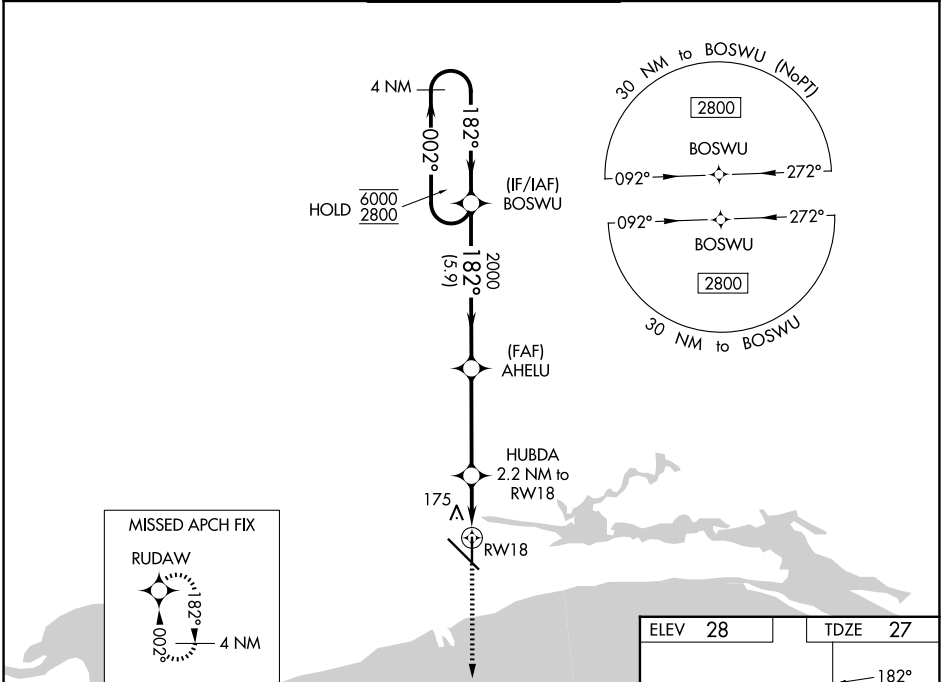 4 NM
182°
002°
HOLD 6000
2800
(IF/IAF)
BOSWU
2000
182°
(5.9)
(FAF)
AHELU
HUBDA
2.2 NM to
RW18
175
RW18
30 NM to BOSWU (NoPT)
2800
BOSWU
092°
272°
092°
272°
BOSWU
2800
30 NM to BOSWU
MISSED APCH FIX
RUDAW
182°
002°
4 NM
ELEV 28
TDZE 27
182°